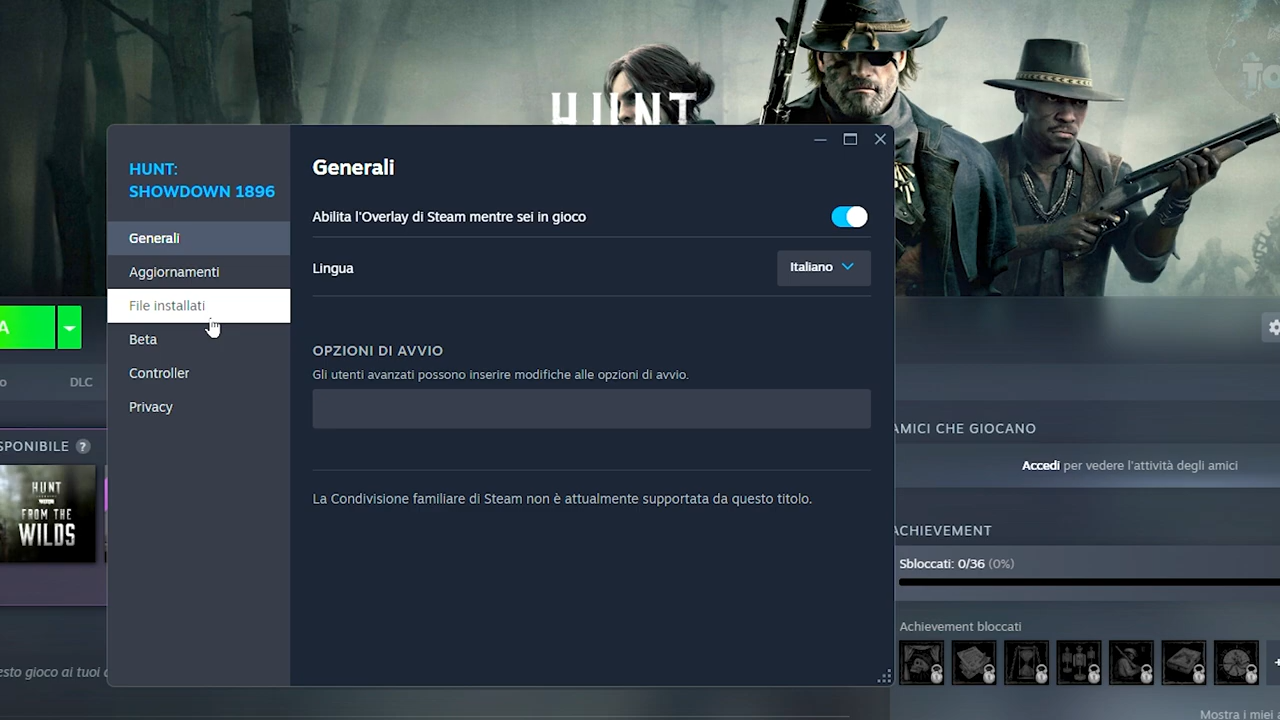 HUNT
HUNT:
SHOWDOWN 1896
Generali
Aggiornamenti
File installati
Beta
Controller
Privacy
Generali
Abilita l'Overlay di Steam mentre sei in gioco
Lingua
Italiano
OPZIONI DI AVVIO
Gli utenti avanzati possono inserire modifiche alle opzioni di avvio.
La Condivisione familiare di Steam non è attualmente supportata da questo titolo.
A
o
DLC
SPONIBILE ?
HUNT
FROM THE
WILDS
esto gioco ai tuoi
AMICI CHE GIOCANO
Accedi per vedere l'attività degli amici
ACHIEVEMENT
Sbloccati: 0/36 (0%)
Achievement bloccati
Mostra i miei a